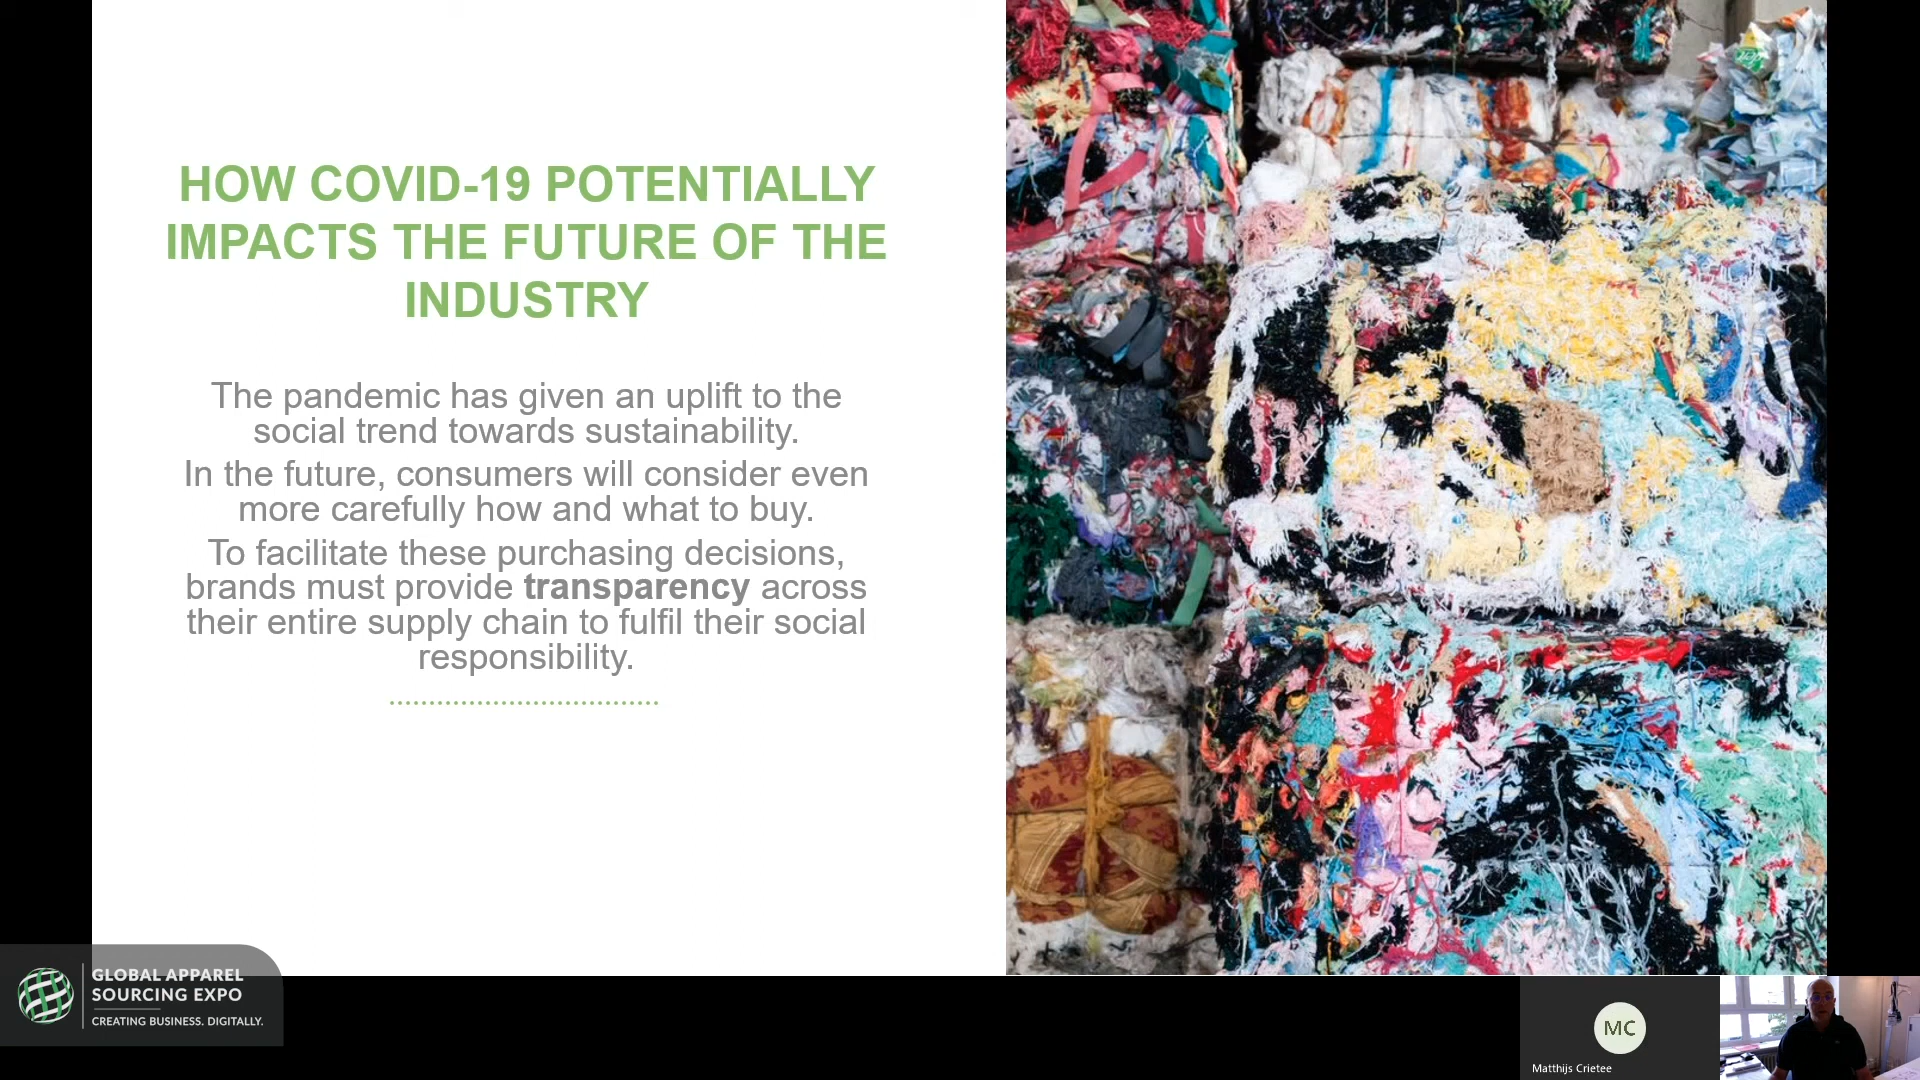 HOW COVID-19 POTENTIALLY
IMPACTS THE FUTURE OF THE
INDUSTRY
The pandemic has given an uplift to the
social trend towards sustainability.
In the future, consumers will consider even
more carefully how and what to buy.
To facilitate these purchasing decisions,
brands must provide transparency across
their entire supply chain to fulfil their social
responsibility.
GLOBAL APPAREL
SOURCING EXPO
CREATING BUSINESS. DIGITALLY.
MC
Matthijs Crietee